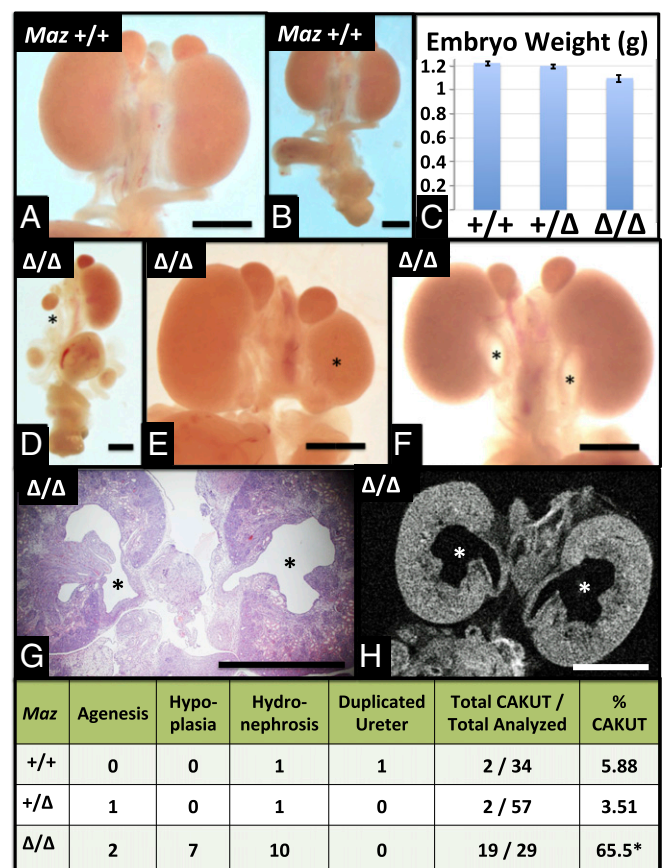 Maz +/+
A
Maz +/+
B
Embryo Weight (g)
1.2
1
0.8
0.6
0.4
0.2
+/+ +/Δ Δ/Δ
C
Δ/Δ
*
D
Δ/Δ
*
E
Δ/Δ
*
*
F
Δ/Δ
*
*
G
Δ/Δ
*
*
H
Maz Agenesis Hypo-plasia Hydro-nephrosis Duplicated Ureter Total CAKUT / Total Analyzed % CAKUT
+/+ 0 0 1 1 2 / 34 5.88
+/Δ 1 0 1 0 2 / 57 3.51
Δ/Δ 2 7 10 0 19 / 29 65.5*